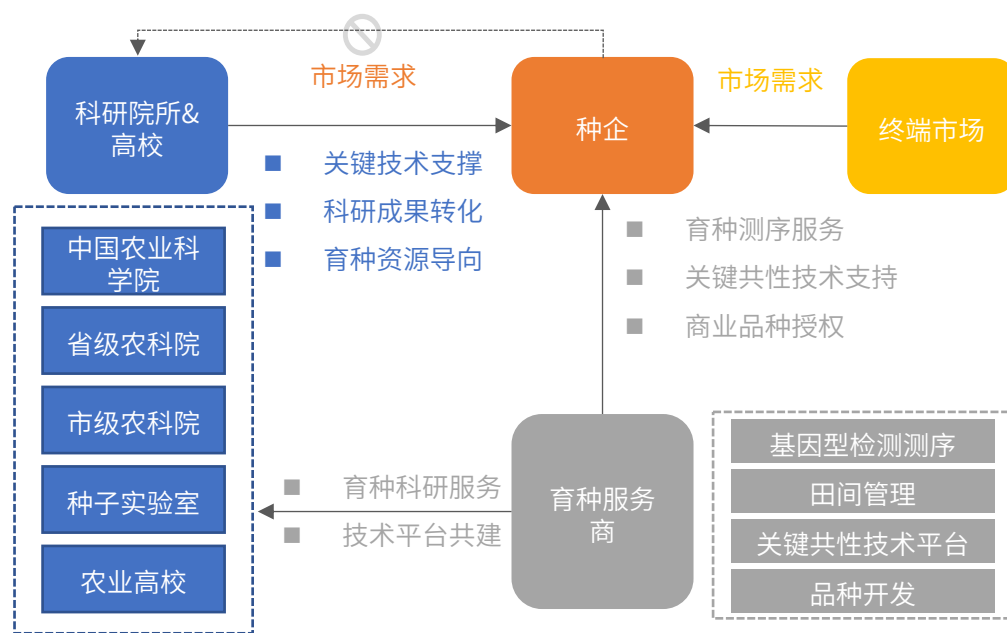 市场需求
市场需求
科研院所&
高校
种企
终端市场
■ 关键技术支撑
■ 科研成果转化
■ 育种资源导向
■ 育种测序服务
■ 关键共性技术支持
■ 商业品种授权
中国农业科
学院
省级农科院
市级农科院
种子实验室
农业高校
■ 育种科研服务
■ 技术平台共建
育种服务
商
基因型检测测序
田间管理
关键共性技术平台
品种开发